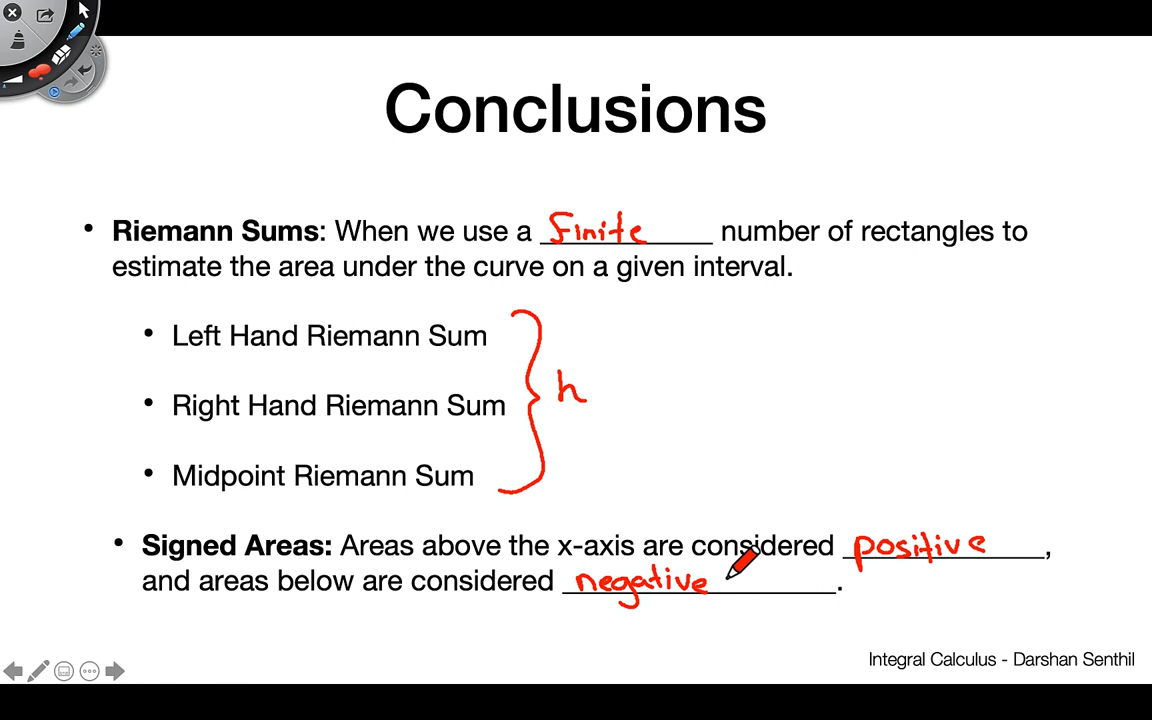 Conclusions
• Riemann Sums: When we use a finite number of rectangles to
estimate the area under the curve on a given interval.
• Left Hand Riemann Sum
• Right Hand Riemann Sum
h
• Midpoint Riemann Sum
• Signed Areas: Areas above the x-axis are considered positive,
and areas below are considered negative.
Integral Calculus - Darshan Senthil